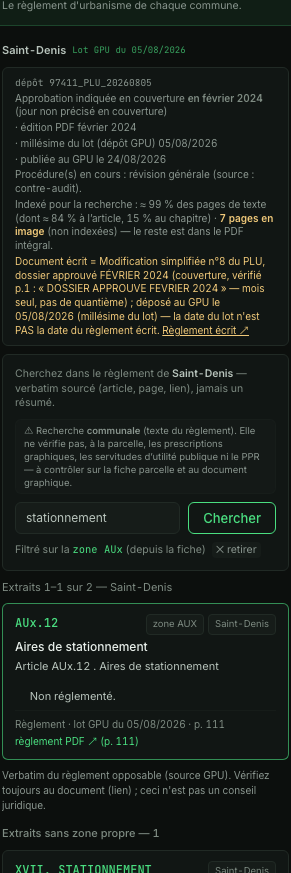 Le règlement d'urbanisme de chaque commune.
Saint-Denis Lot GPU du 05/08/2026
dépôt 97411_PLU_20260805
Approbation indiquée en couverture en février 2024
(jour non précisé en couverture)
· édition PDF février 2024
· millésime du lot (dépôt GPU) 05/08/2026
· publiée au GPU le 24/08/2026
Procédure(s) en cours : révision générale (source :
contre-audit).
Indexé pour la recherche : ≈ 99 % des pages de texte
(dont ≈ 84 % à l'article, 15 % au chapitre) · 7 pages en
image (non indexées) — le reste est dans le PDF
intégral.
Document écrit = Modification simplifiée n°8 du PLU,
dossier approuvé FÉVRIER 2024 (couverture, vérifié
p.1 : « DOSSIER APPROUVE FEVRIER 2024 » — mois
seul, pas de quantième) ; déposé au GPU le
05/08/2026 (millésime du lot) — la date du lot n'est
PAS la date du règlement écrit. Règlement écrit ↗
Cherchez dans le règlement de Saint-Denis —
verbatim sourcé (article, page, lien), jamais un
résumé.
⚠ Recherche communale (texte du règlement). Elle
ne vérifie pas, à la parcelle, les prescriptions
graphiques, les servitudes d'utilité publique ni le PPR
— à contrôler sur la fiche parcelle et au document
graphique.
stationnement Chercher
Filtré sur la zone AUx (depuis la fiche) ✕ retirer
Extraits 1–1 sur 2 — Saint-Denis
AUx.12 zone AUX Saint-Denis
Aires de stationnement
Article AUx.12 . Aires de stationnement
Non réglementé.
Règlement · lot GPU du 05/08/2026 · p. 111
règlement PDF ↗ (p. 111)
Verbatim du règlement opposable (source GPU). Vérifiez
toujours au document (lien) ; ceci n'est pas un conseil
juridique.
Extraits sans zone propre — 1
XVII. STATIONNEMENT Saint-Denis